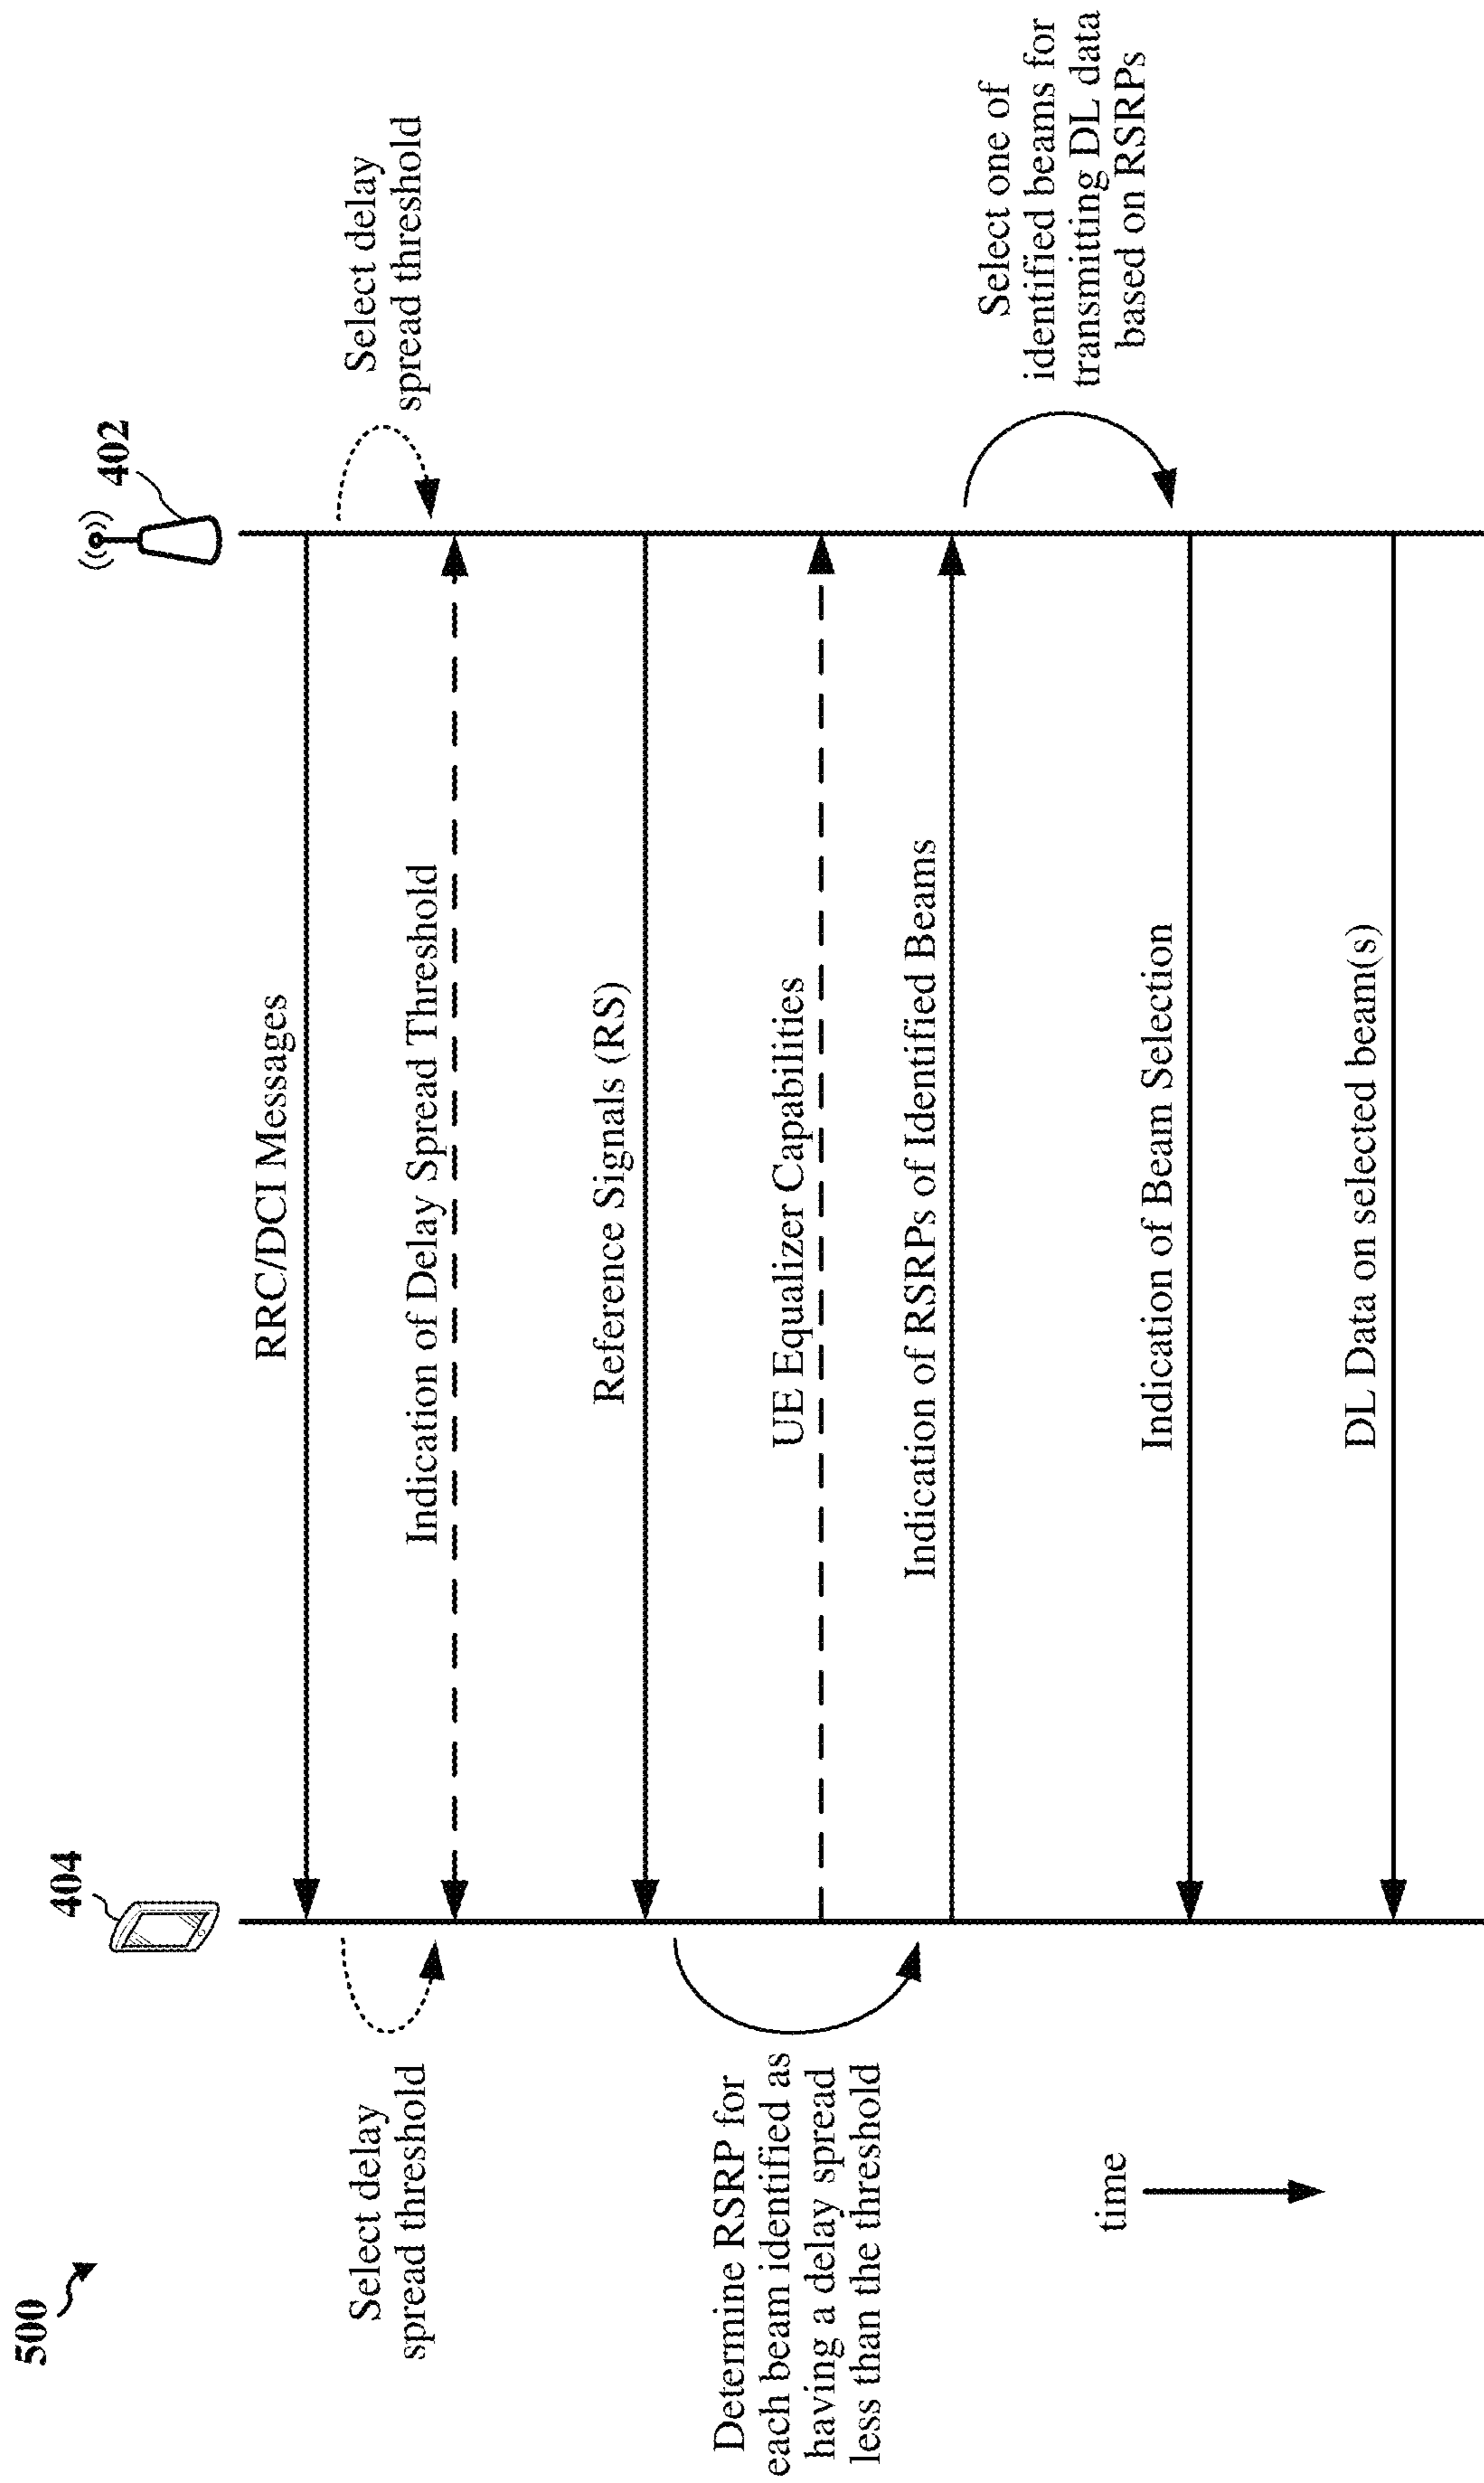 500
404
402
RRC/DCI Messages
Select delay
spread threshold
Select delay
spread threshold
Indication of Delay Spread Threshold
Reference Signals (RS)
Determine RSRP for
each beam identified as
having a delay spread
less than the threshold
UE Equalizer Capabilities
Indication of RSRPs of Identified Beams
Select one of
identified beams for
transmitting DL data
based on RSRPs
time
Indication of Beam Selection
DL Data on selected beam(s)